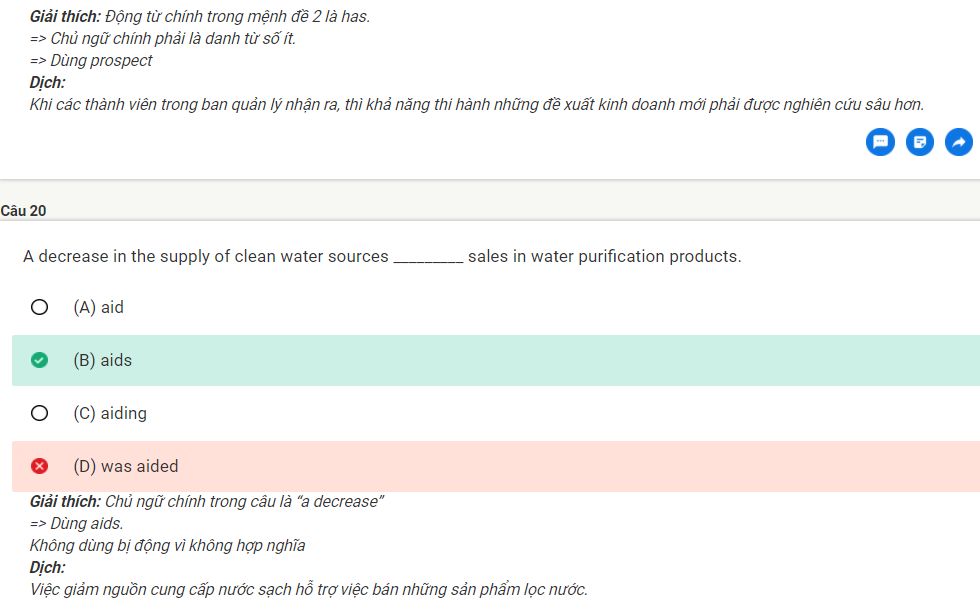 Giải thích: Động từ chính trong mệnh đề 2 là has.
=> Chủ ngữ chính phải là danh từ số ít.
=> Dùng prospect
Dịch:
Khi các thành viên trong ban quản lý nhận ra, thì khả năng thi hành những đề xuất kinh doanh mới phải được nghiên cứu sâu hơn.
Câu 20
A decrease in the supply of clean water sources _________ sales in water purification products.
(A) aid
(B) aids
(C) aiding
(D) was aided
Giải thích: Chủ ngữ chính trong câu là “a decrease”
=> Dùng aids.
Không dùng bị động vì không hợp nghĩa
Dịch:
Việc giảm nguồn cung cấp nước sạch hỗ trợ việc bán những sản phẩm lọc nước.